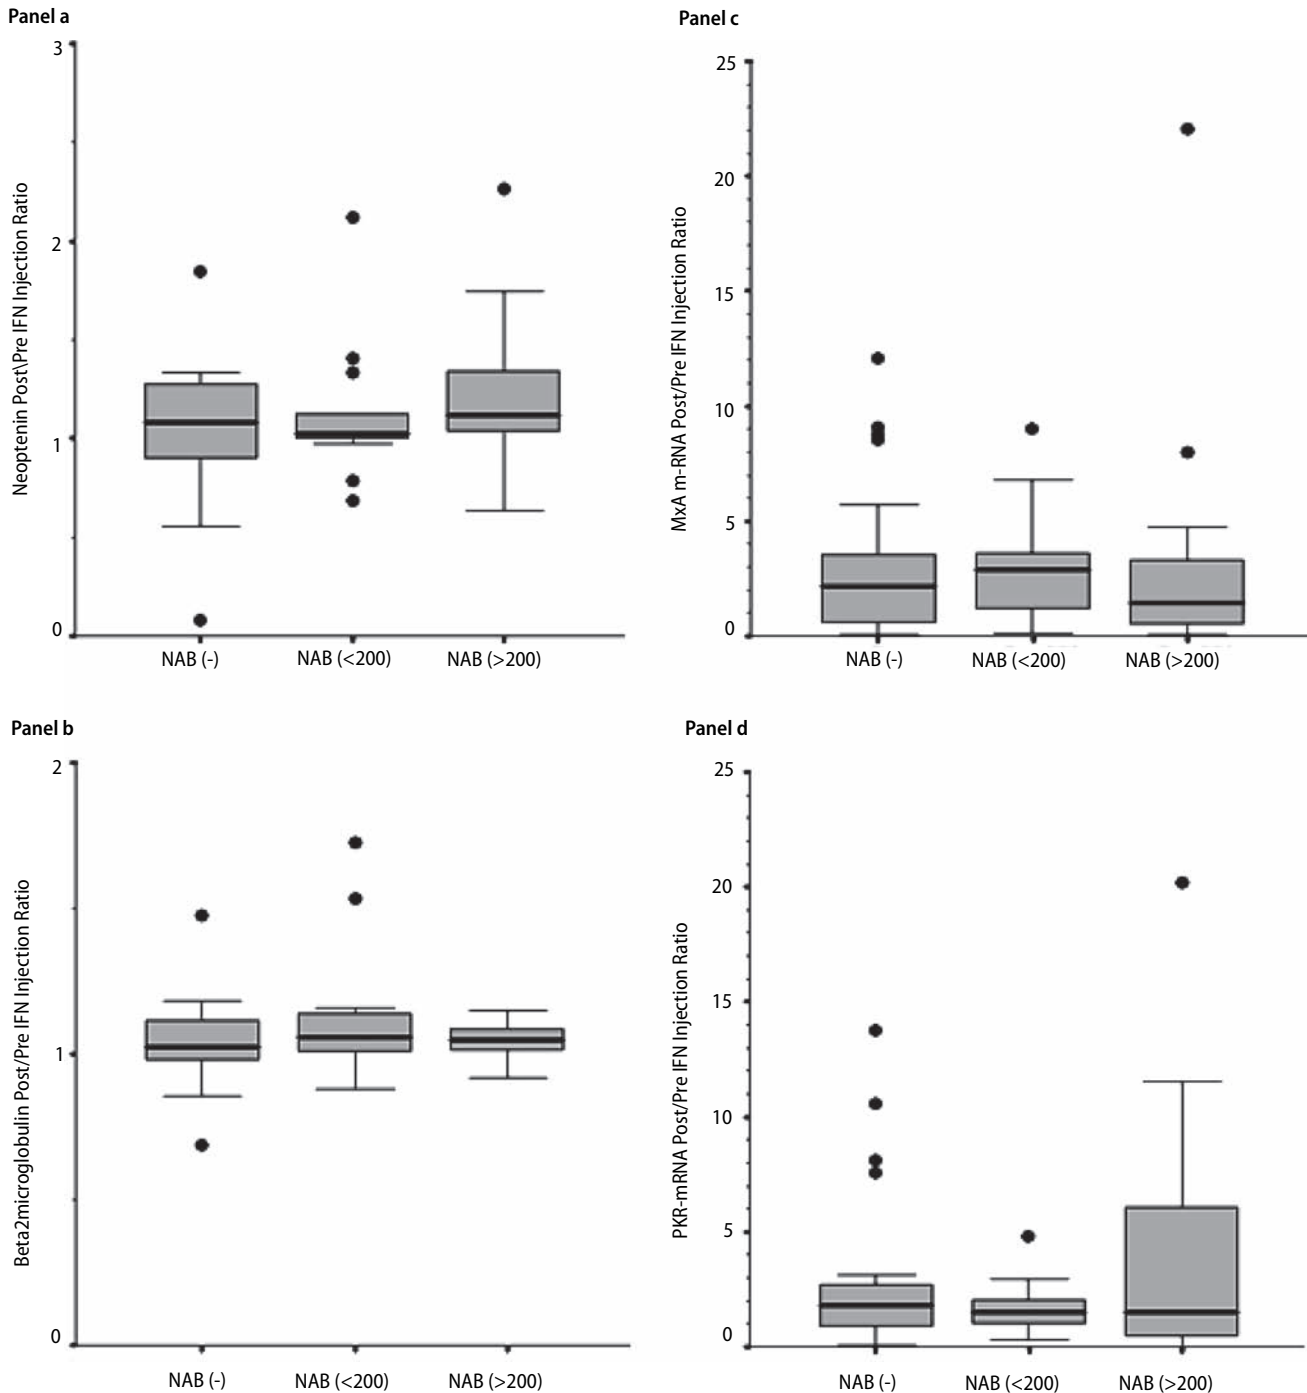 Panel a
3
2
1
0
Neoptenin Post\Pre IFN Injection Ratio
NAB (-)
NAB (<200)
NAB (>200)
Panel c
25
20
15
10
5
0
MxA m-RNA Post/Pre IFN Injection Ratio
NAB (-)
NAB (<200)
NAB (>200)
Panel b
2
1
0
Beta2microglobulin Post/Pre IFN Injection Ratio
NAB (-)
NAB (<200)
NAB (>200)
Panel d
25
20
15
10
5
0
PKR-mRNA Post/Pre IFN Injection Ratio
NAB (-)
NAB (<200)
NAB (>200)